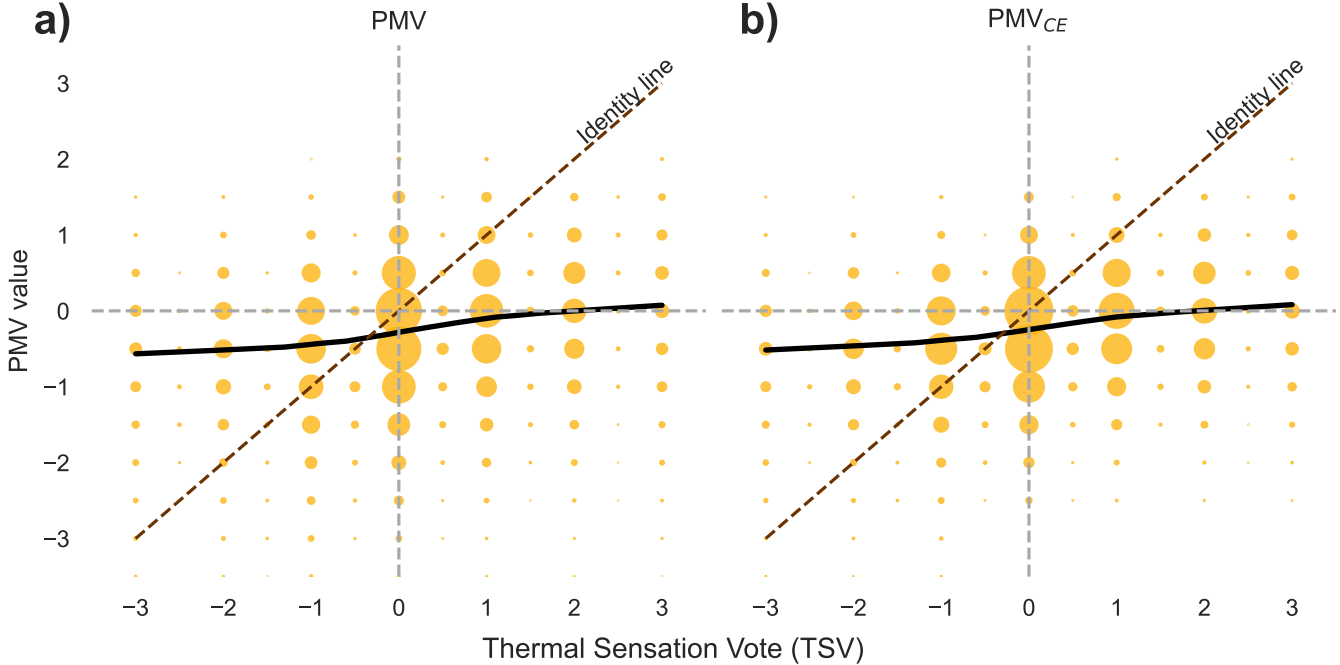 a)
PMV
b)
PMV_CE
3
2
1
0
−1
−2
−3
PMV value
Identity line
Identity line
−3 −2 −1 0 1 2 3
−3 −2 −1 0 1 2 3
Thermal Sensation Vote (TSV)